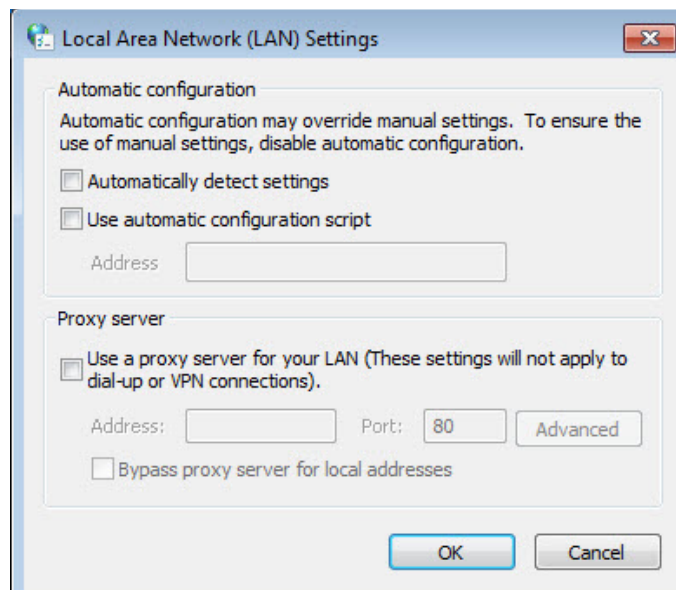 Local Area Network (LAN) Settings
Automatic configuration
Automatic configuration may override manual settings. To ensure the
use of manual settings, disable automatic configuration.
Automatically detect settings
Use automatic configuration script
Address
Proxy server
Use a proxy server for your LAN (These settings will not apply to
dial-up or VPN connections).
Address: Port: 80 Advanced
Bypass proxy server for local addresses
OK Cancel